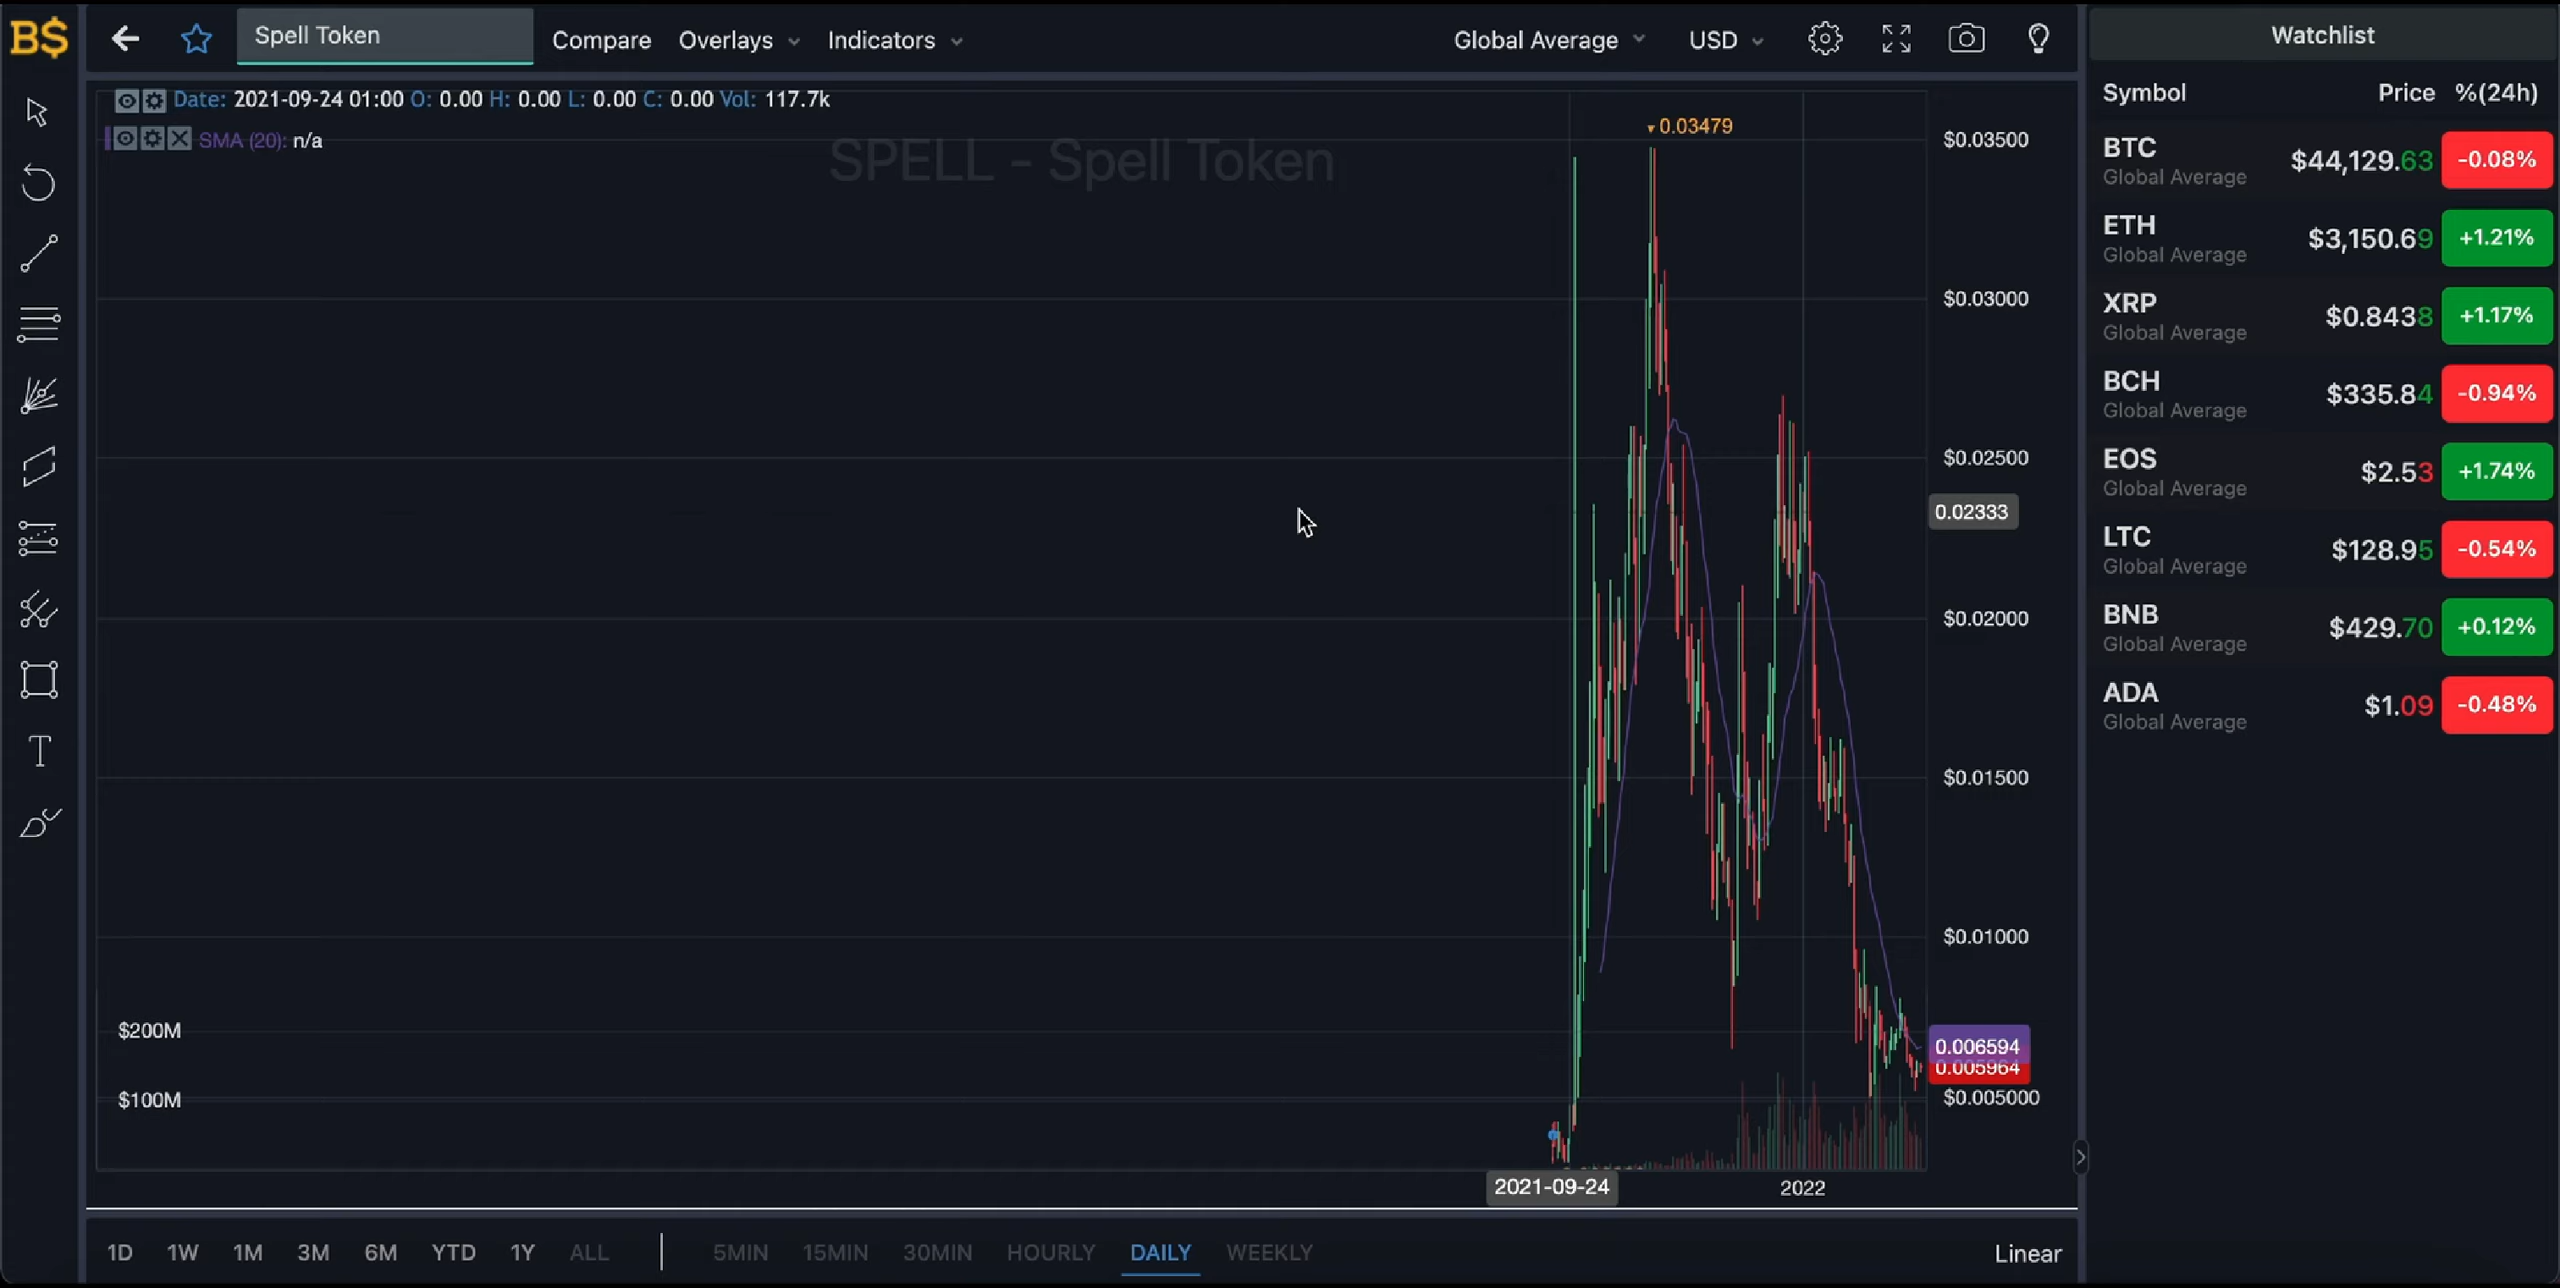 B$
Spell Token
Compare Overlays Indicators
Global Average USD
Date: 2021-09-24 01:00 O: 0.00 H: 0.00 L: 0.00 C: 0.00 Vol: 117.7k
SMA (20): n/a
SPELL - Spell Token
0.03479
$0.03500
$0.03000
$0.02500
0.02333
$0.02000
$0.01500
$0.01000
0.006594
0.005964
$0.005000
$200M
$100M
2021-09-24 2022
1D 1W 1M 3M 6M YTD 1Y ALL 5MIN 15MIN 30MIN HOURLY DAILY WEEKLY Linear
Watchlist
Symbol Price %(24h)
BTC $44,129.63 -0.08%
Global Average
ETH $3,150.69 +1.21%
Global Average
XRP $0.8438 +1.17%
Global Average
BCH $335.84 -0.94%
Global Average
EOS $2.53 +1.74%
Global Average
LTC $128.95 -0.54%
Global Average
BNB $429.70 +0.12%
Global Average
ADA $1.09 -0.48%
Global Average
T